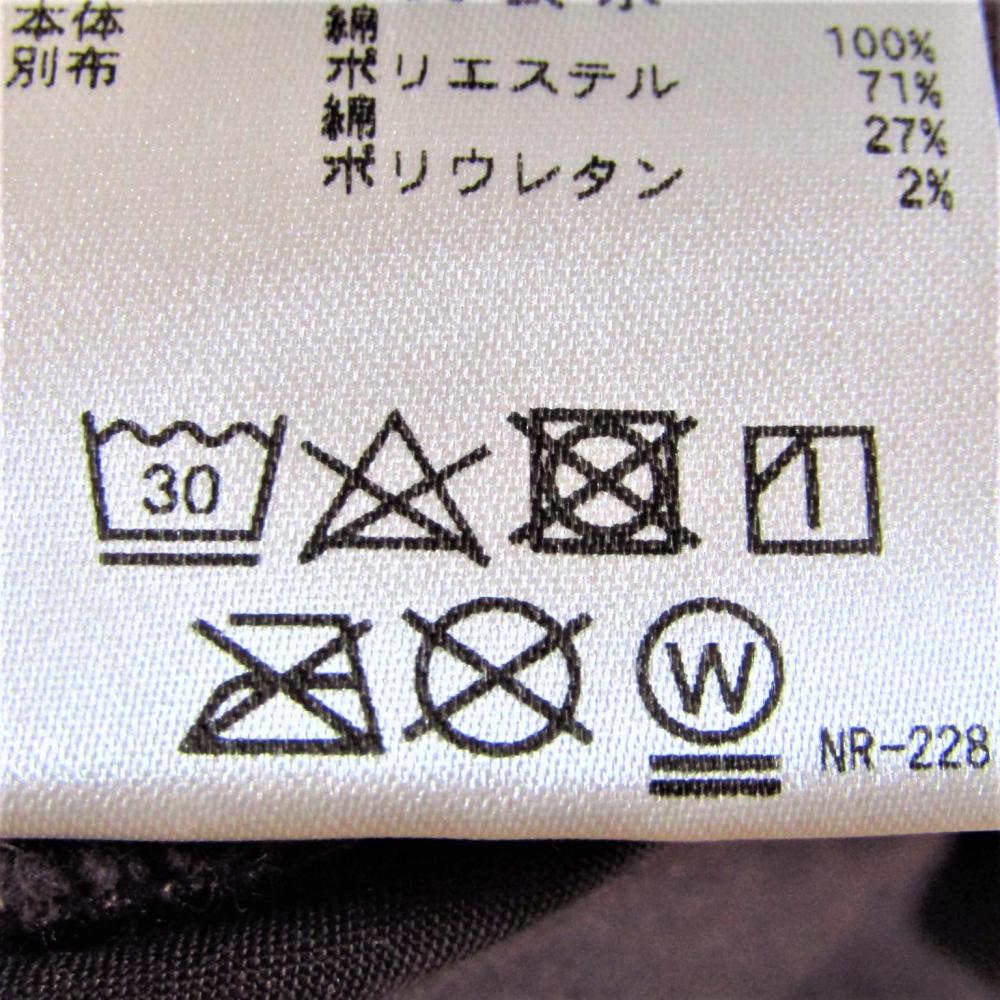 本体 綿 100%
別布 ポリエステル 71%
綿 27%
ポリウレタン 2%
30
W
NR-228